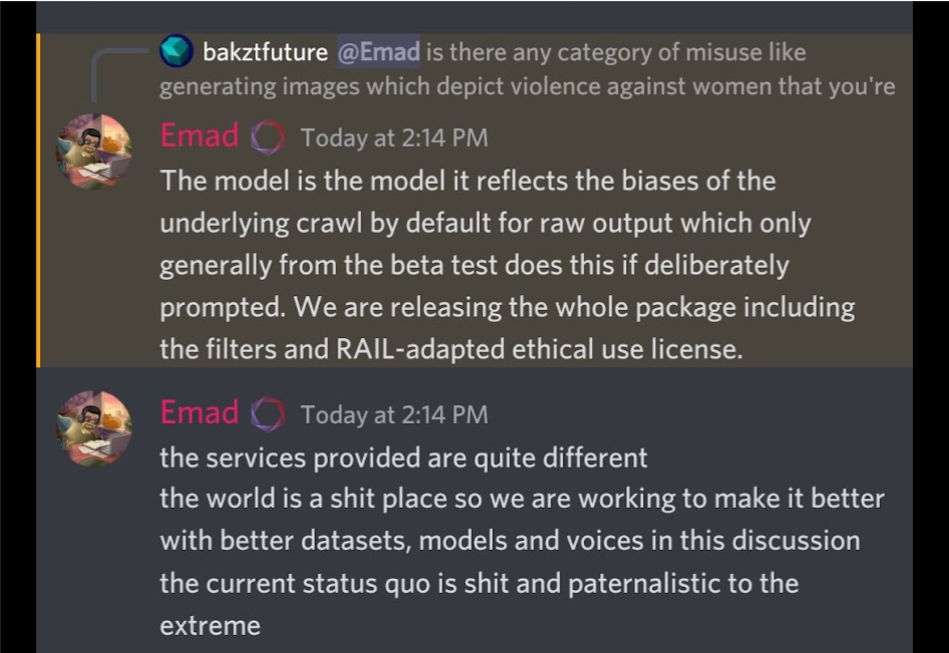 bakztfuture @Emad is there any category of misuse like
generating images which depict violence against women that you're
Emad Today at 2:14 PM
The model is the model it reflects the biases of the
underlying crawl by default for raw output which only
generally from the beta test does this if deliberately
prompted. We are releasing the whole package including
the filters and RAIL-adapted ethical use license.
Emad Today at 2:14 PM
the services provided are quite different
the world is a shit place so we are working to make it better
with better datasets, models and voices in this discussion
the current status quo is shit and paternalistic to the
extreme